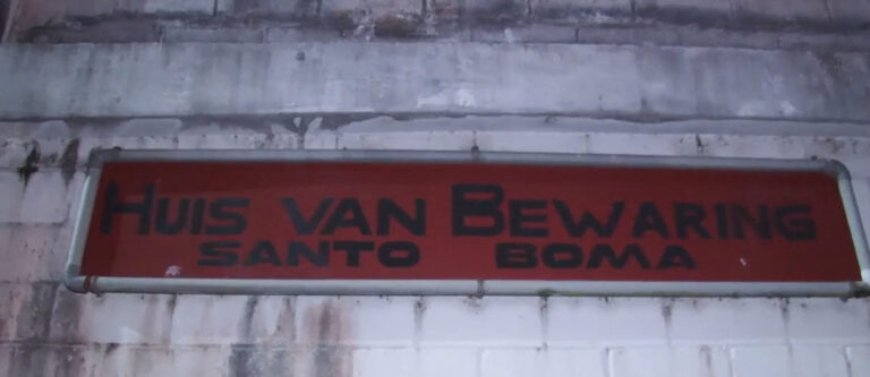 HUIS VAN BEWARING
SANTO BOMA